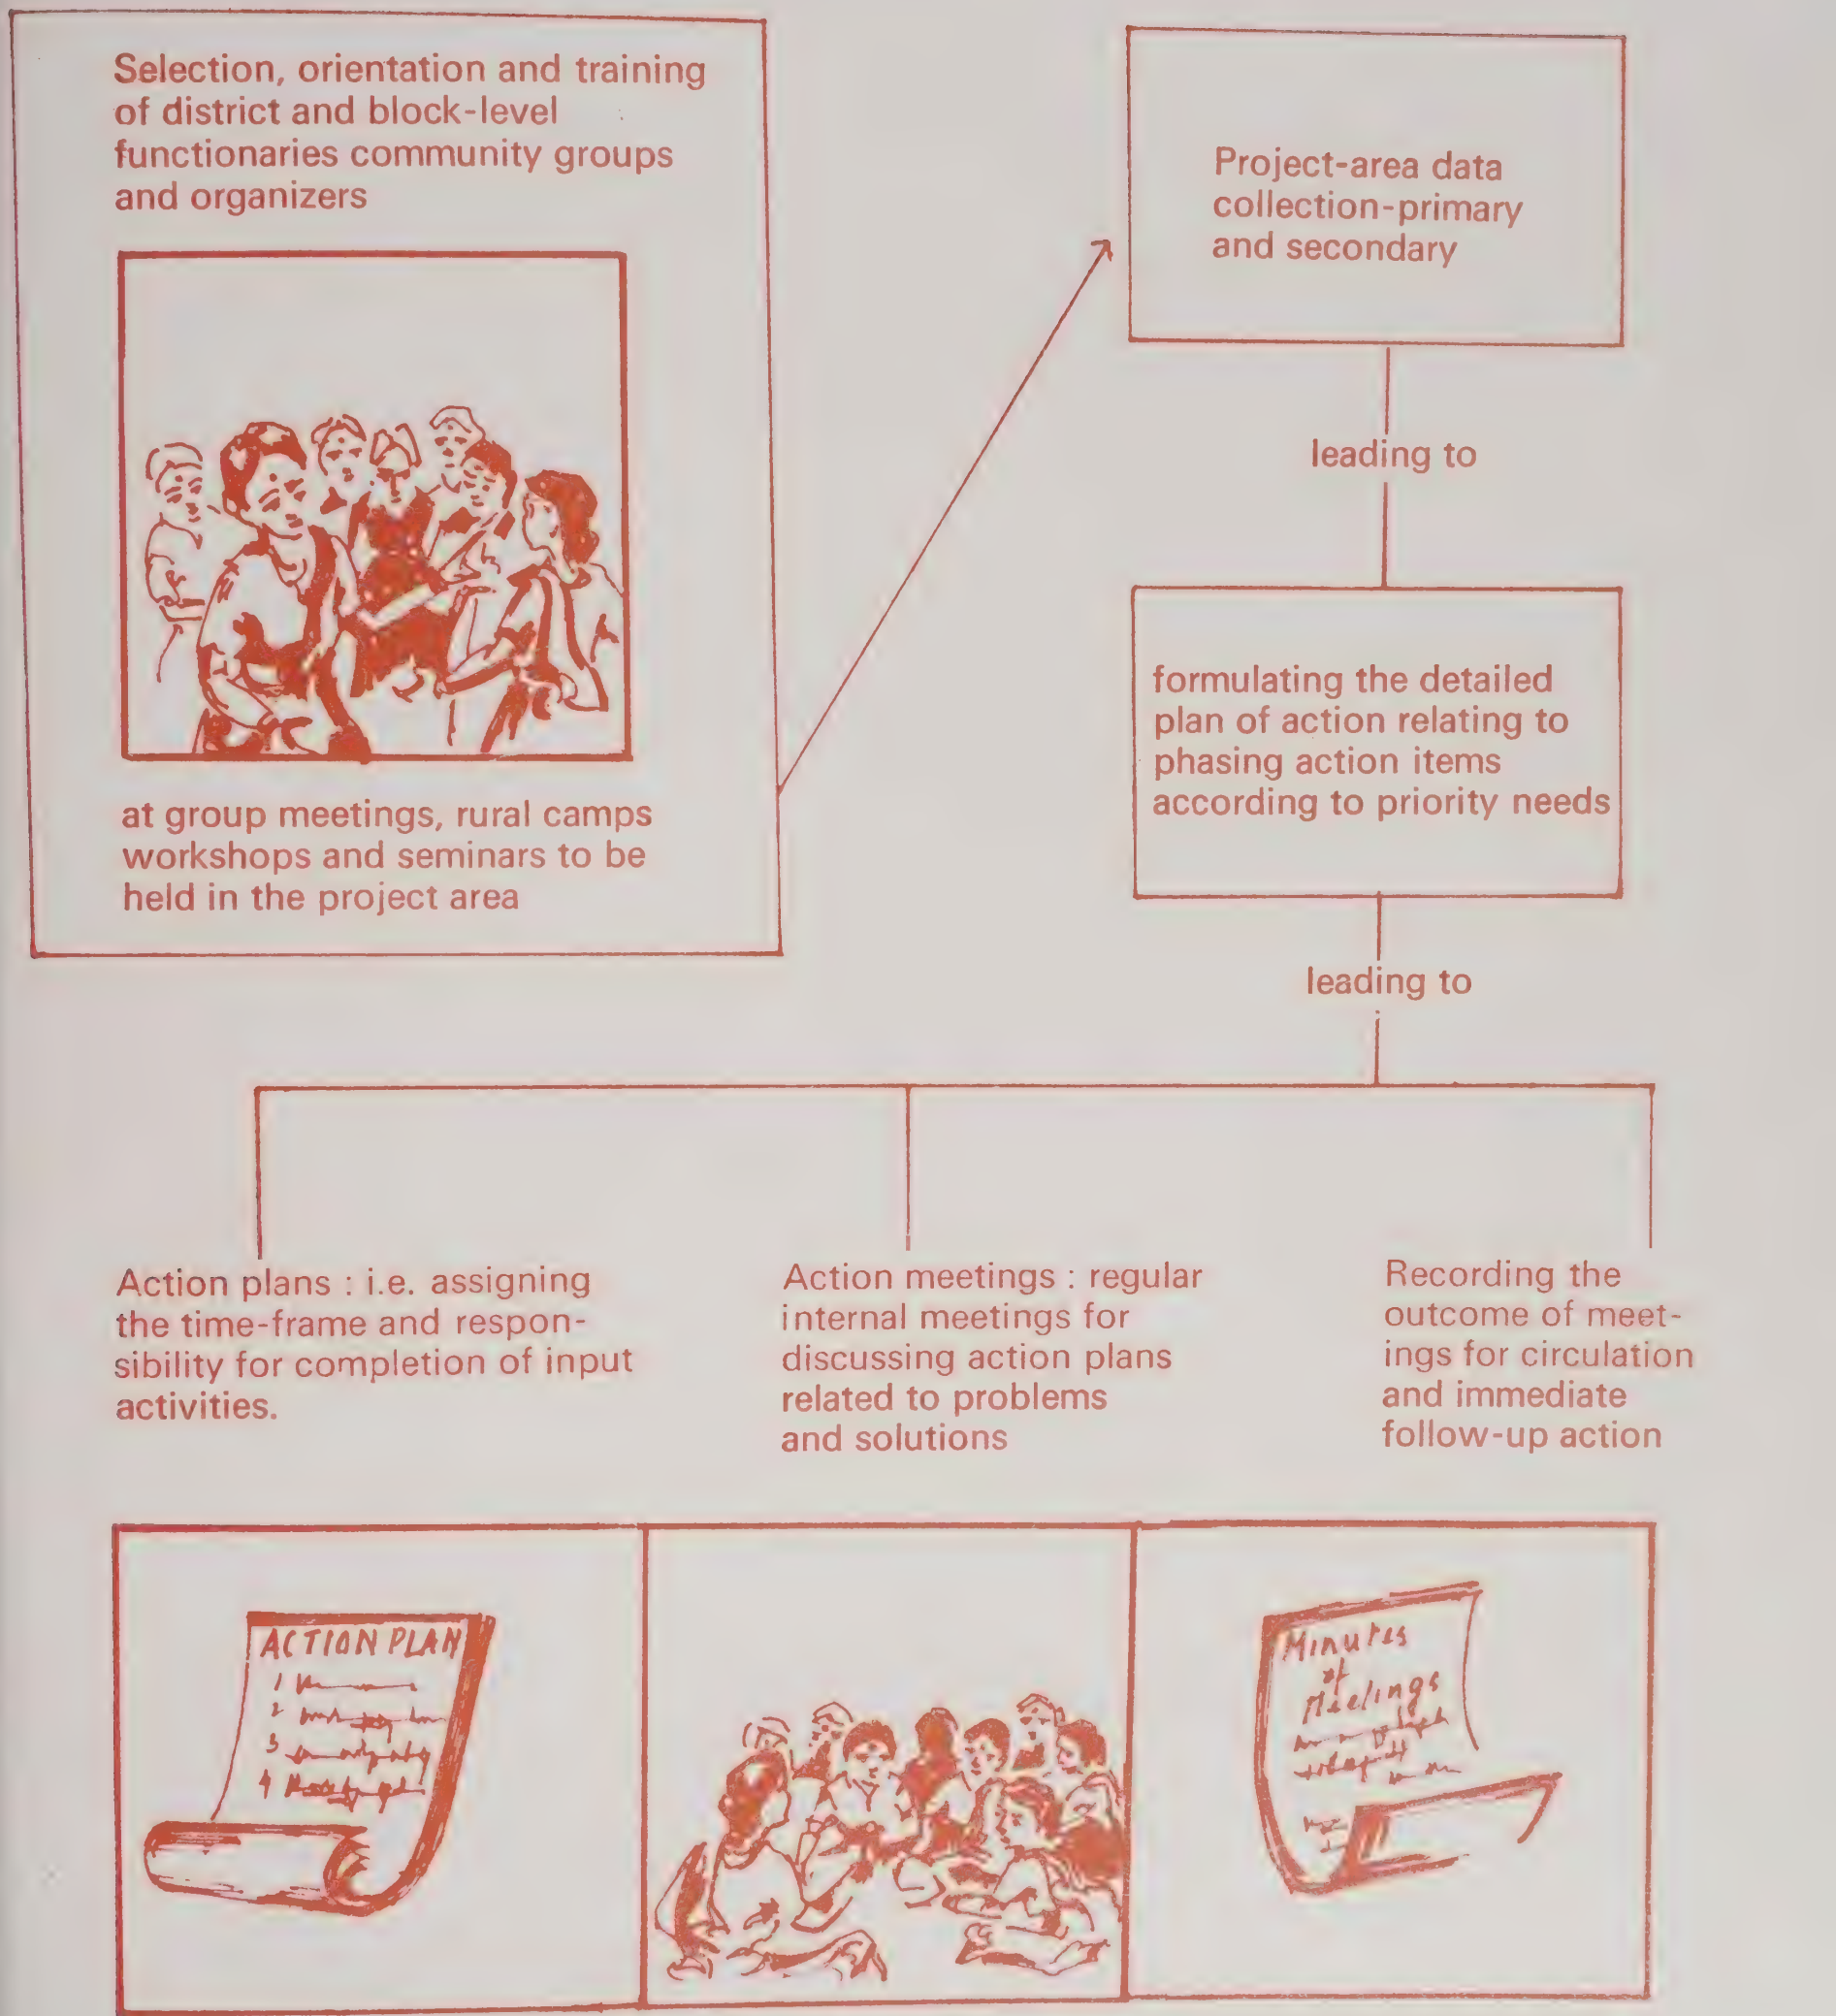 Selection, orientation and training
of district and block-level
functionaries community groups
and organizers
at group meetings, rural camps
workshops and seminars to be
held in the project area
Project-area data
collection-primary
and secondary
leading to
formulating the detailed
plan of action relating to
phasing action items
according to priority needs
leading to
Action plans : i.e. assigning
the time-frame and respon-
sibility for completion of input
activities.
Action meetings : regular
internal meetings for
discussing action plans
related to problems
and solutions
Recording the
outcome of meet-
ings for circulation
and immediate
follow-up action
ACTION PLAN
1
2
3
4
Minutes
of
Meetings